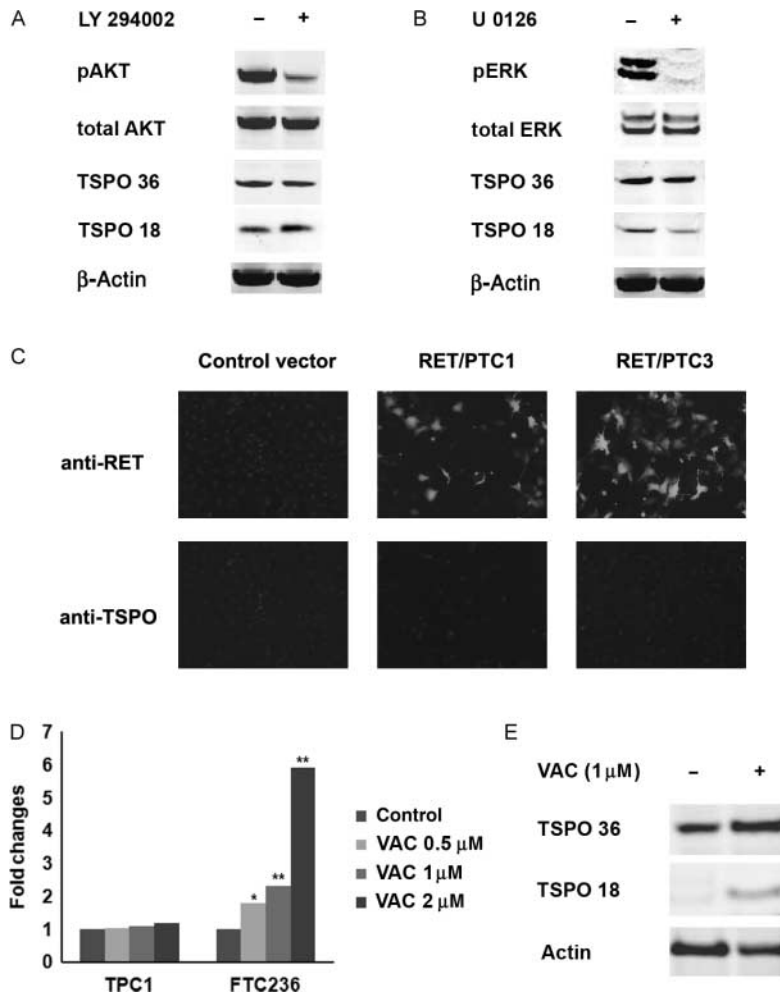 A
LY 294002 – +
pAKT
total AKT
TSPO 36
TSPO 18
β-Actin
B
U 0126 – +
pERK
total ERK
TSPO 36
TSPO 18
β-Actin
C
Control vector RET/PTC1 RET/PTC3
anti-RET
anti-TSPO
D
Fold changes
7
6
5
4
3
2
1
0
* ** **
TPC1 FTC236
Control
VAC 0.5 μM
VAC 1μM
VAC 2 μM
E
VAC (1μM) – +
TSPO 36
TSPO 18
Actin